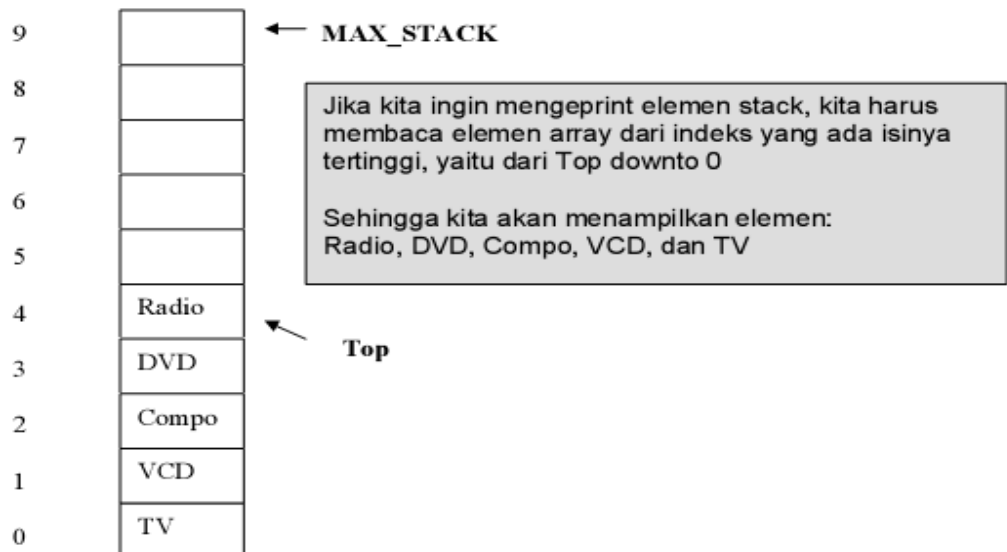 9
MAX_STACK
8
Jika kita ingin mengeprint elemen stack, kita harus
membaca elemen array dari indeks yang ada isinya
tertinggi, yaitu dari Top downto 0
Sehingga kita akan menampilkan elemen:
Radio, DVD, Compo, VCD, dan TV
7
6
5
4 Radio
Top
3 DVD
2 Compo
1 VCD
0 TV